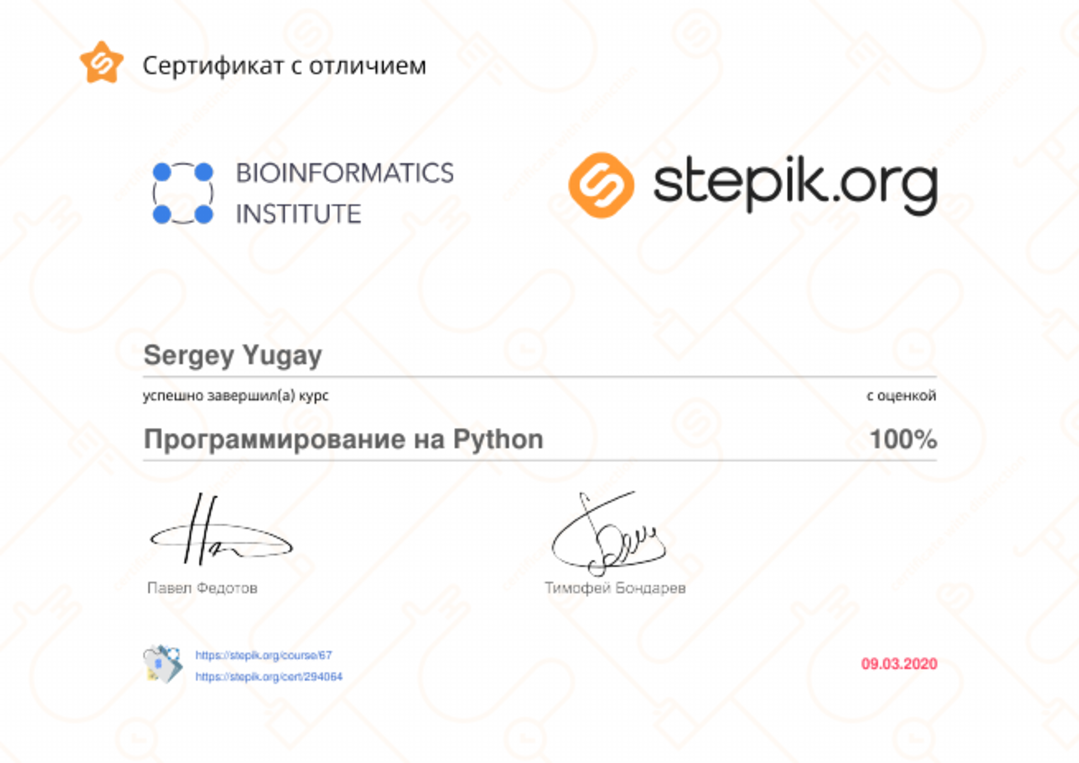 Сертификат с отличием
BIOINFORMATICS
INSTITUTE
stepik.org
Sergey Yugay
успешно завершил(а) курс
с оценкой
Программирование на Python
100%
Павел Федотов
Тимофей Бондарев
https://stepik.org/course/67
https://stepik.org/cert/294064
09.03.2020